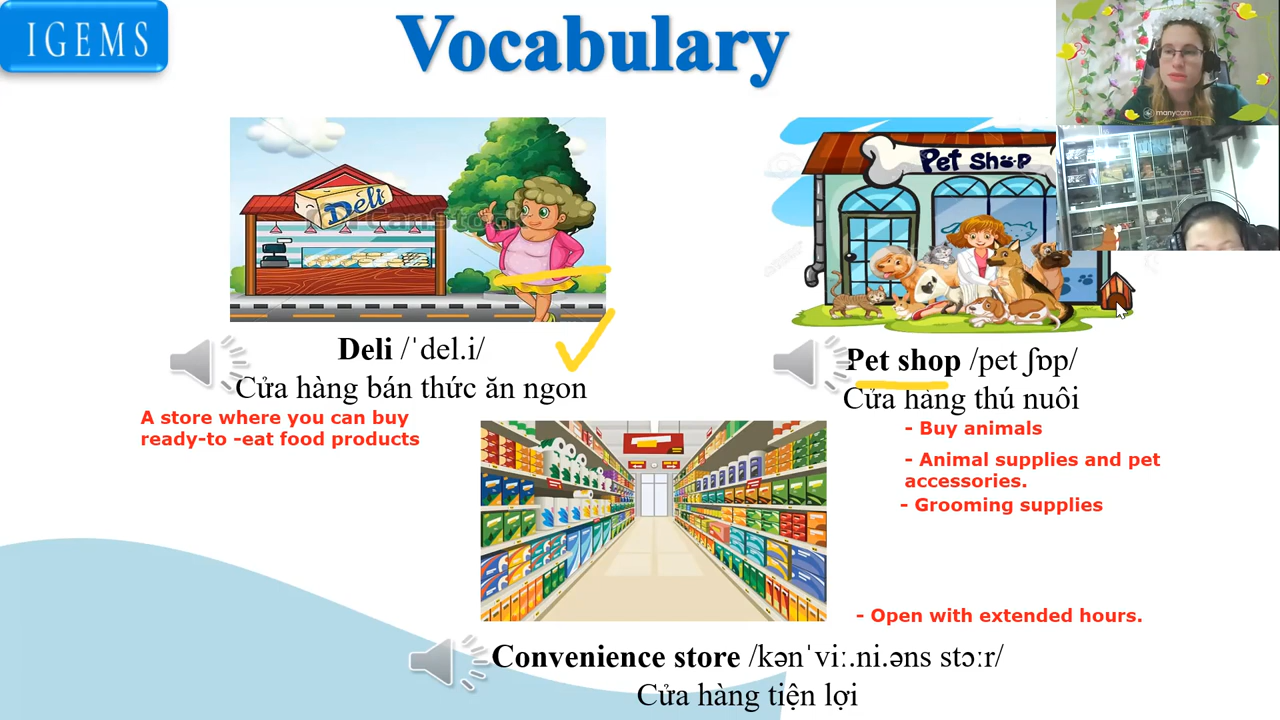 IGEMS
Vocabulary
manycam
Deli
Pet Shop
Deli /ˈdel.i/
Cửa hàng bán thức ăn ngon
A store where you can buy
ready-to -eat food products
Pet shop /pet ʃɒp/
Cửa hàng thú nuôi
- Buy animals
- Animal supplies and pet
accessories.
- Grooming supplies
- Open with extended hours.
Convenience store /kənˈviː.ni.əns stɔːr/
Cửa hàng tiện lợi